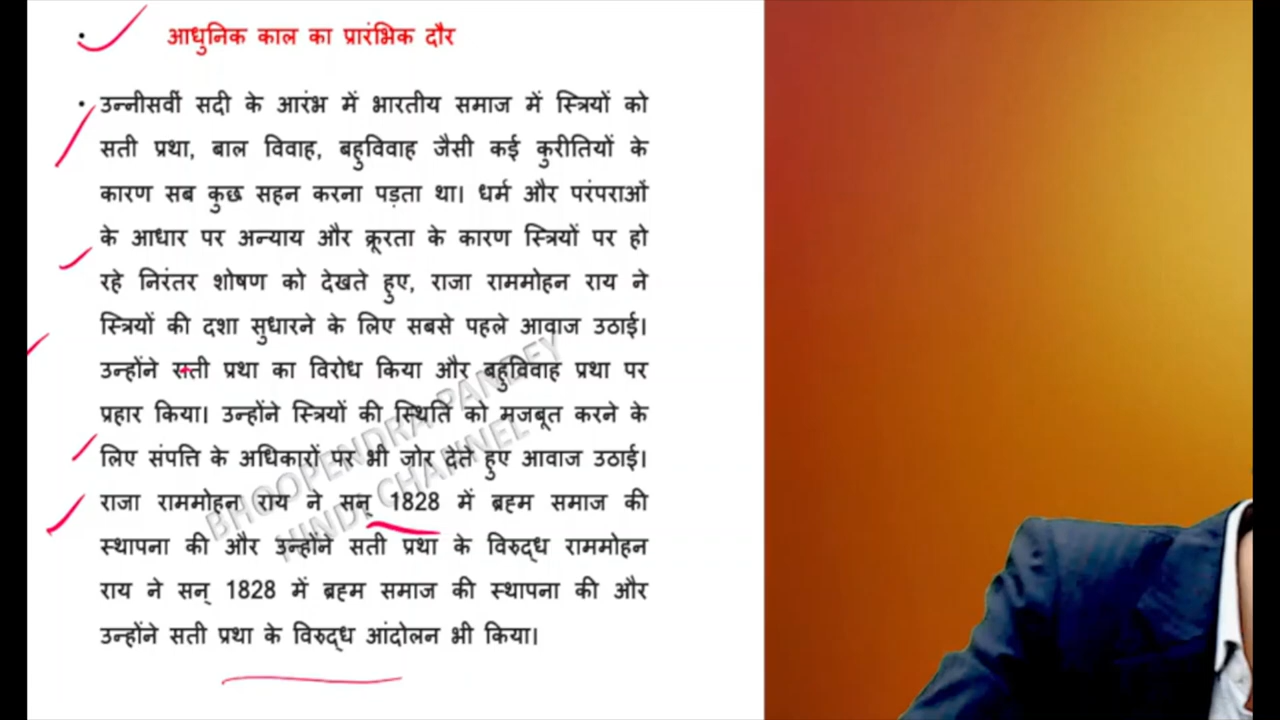 • आधुनिक काल का प्रारंभिक दौर
• उन्नीसवीं सदी के आरंभ में भारतीय समाज में स्त्रियों को
सती प्रथा, बाल विवाह, बहुविवाह जैसी कई कुरीतियों के
कारण सब कुछ सहन करना पड़ता था। धर्म और परंपराओं
के आधार पर अन्याय और क्रूरता के कारण स्त्रियों पर हो
रहे निरंतर शोषण को देखते हुए, राजा राममोहन राय ने
स्त्रियों की दशा सुधारने के लिए सबसे पहले आवाज उठाई।
उन्होंने सती प्रथा का विरोध किया और बहुविवाह प्रथा पर
प्रहार किया। उन्होंने स्त्रियों की स्थिति को मजबूत करने के
लिए संपत्ति के अधिकारों पर भी जोर देते हुए आवाज उठाई।
राजा राममोहन राय ने सन् 1828 में ब्रह्म समाज की
स्थापना की और उन्होंने सती प्रथा के विरुद्ध राममोहन
राय ने सन् 1828 में ब्रह्म समाज की स्थापना की और
उन्होंने सती प्रथा के विरुद्ध आंदोलन भी किया।
BHOOPENDRA PANDEY
HINDI CHANNEL